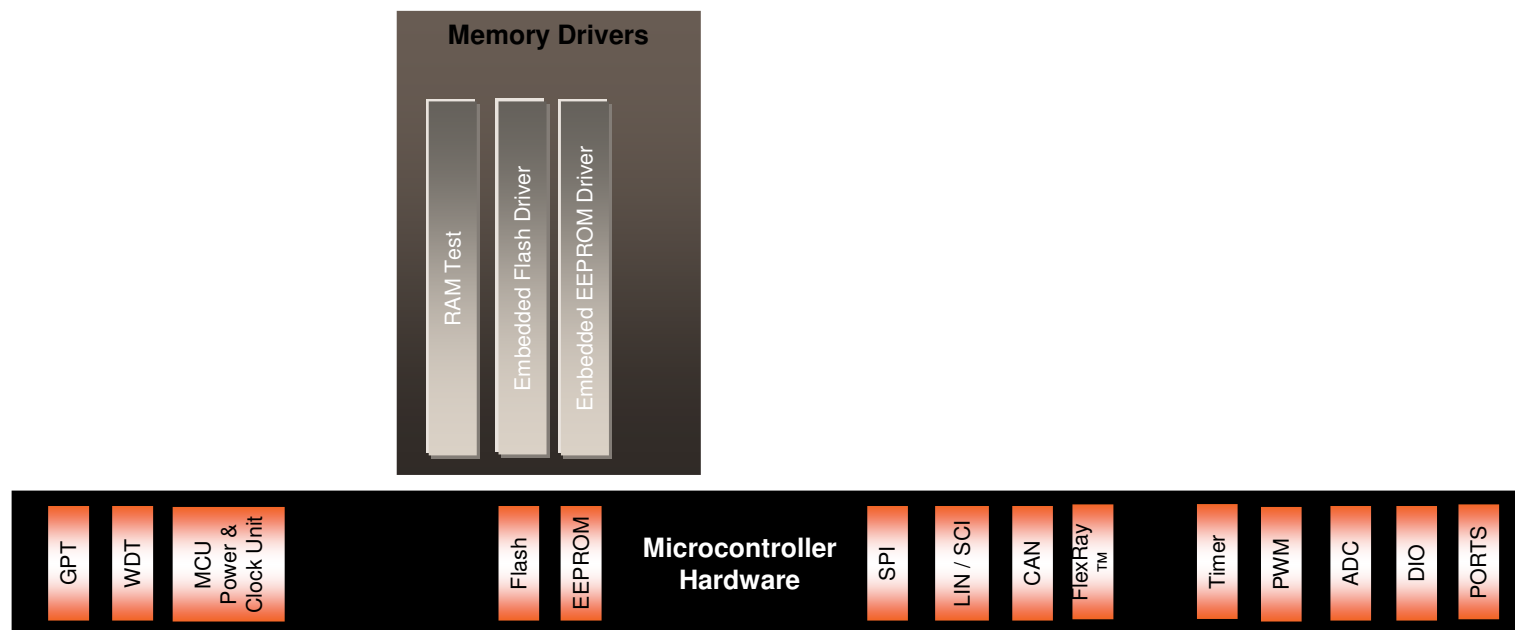 Memory Drivers
RAM Test
Embedded Flash Driver
Embedded EEPROM Driver
GPT
WDT
MCU
Power &
Clock Unit
Flash
EEPROM
Microcontroller
Hardware
SPI
LIN / SCI
CAN
FlexRay
TM
Timer
PWM
ADC
DIO
PORTS